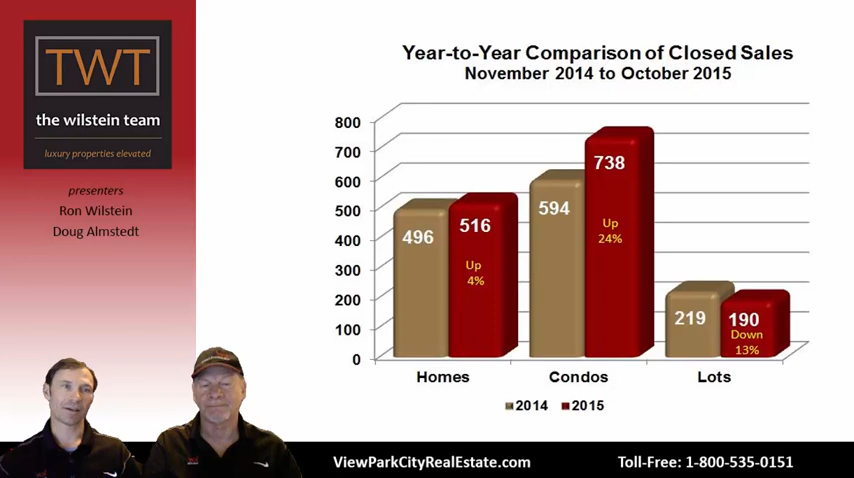 TWT
the wilstein team
luxury properties elevated
presenters
Ron Wilstein
Doug Almstedt
Year-to-Year Comparison of Closed Sales
November 2014 to October 2015
800
700
600
500
400
300
200
100
0
496
516
Up
4%
594
738
Up
24%
219
190
Down
13%
Homes
Condos
Lots
2014
2015
ViewParkCityRealEstate.com
Toll-Free: 1-800-535-0151